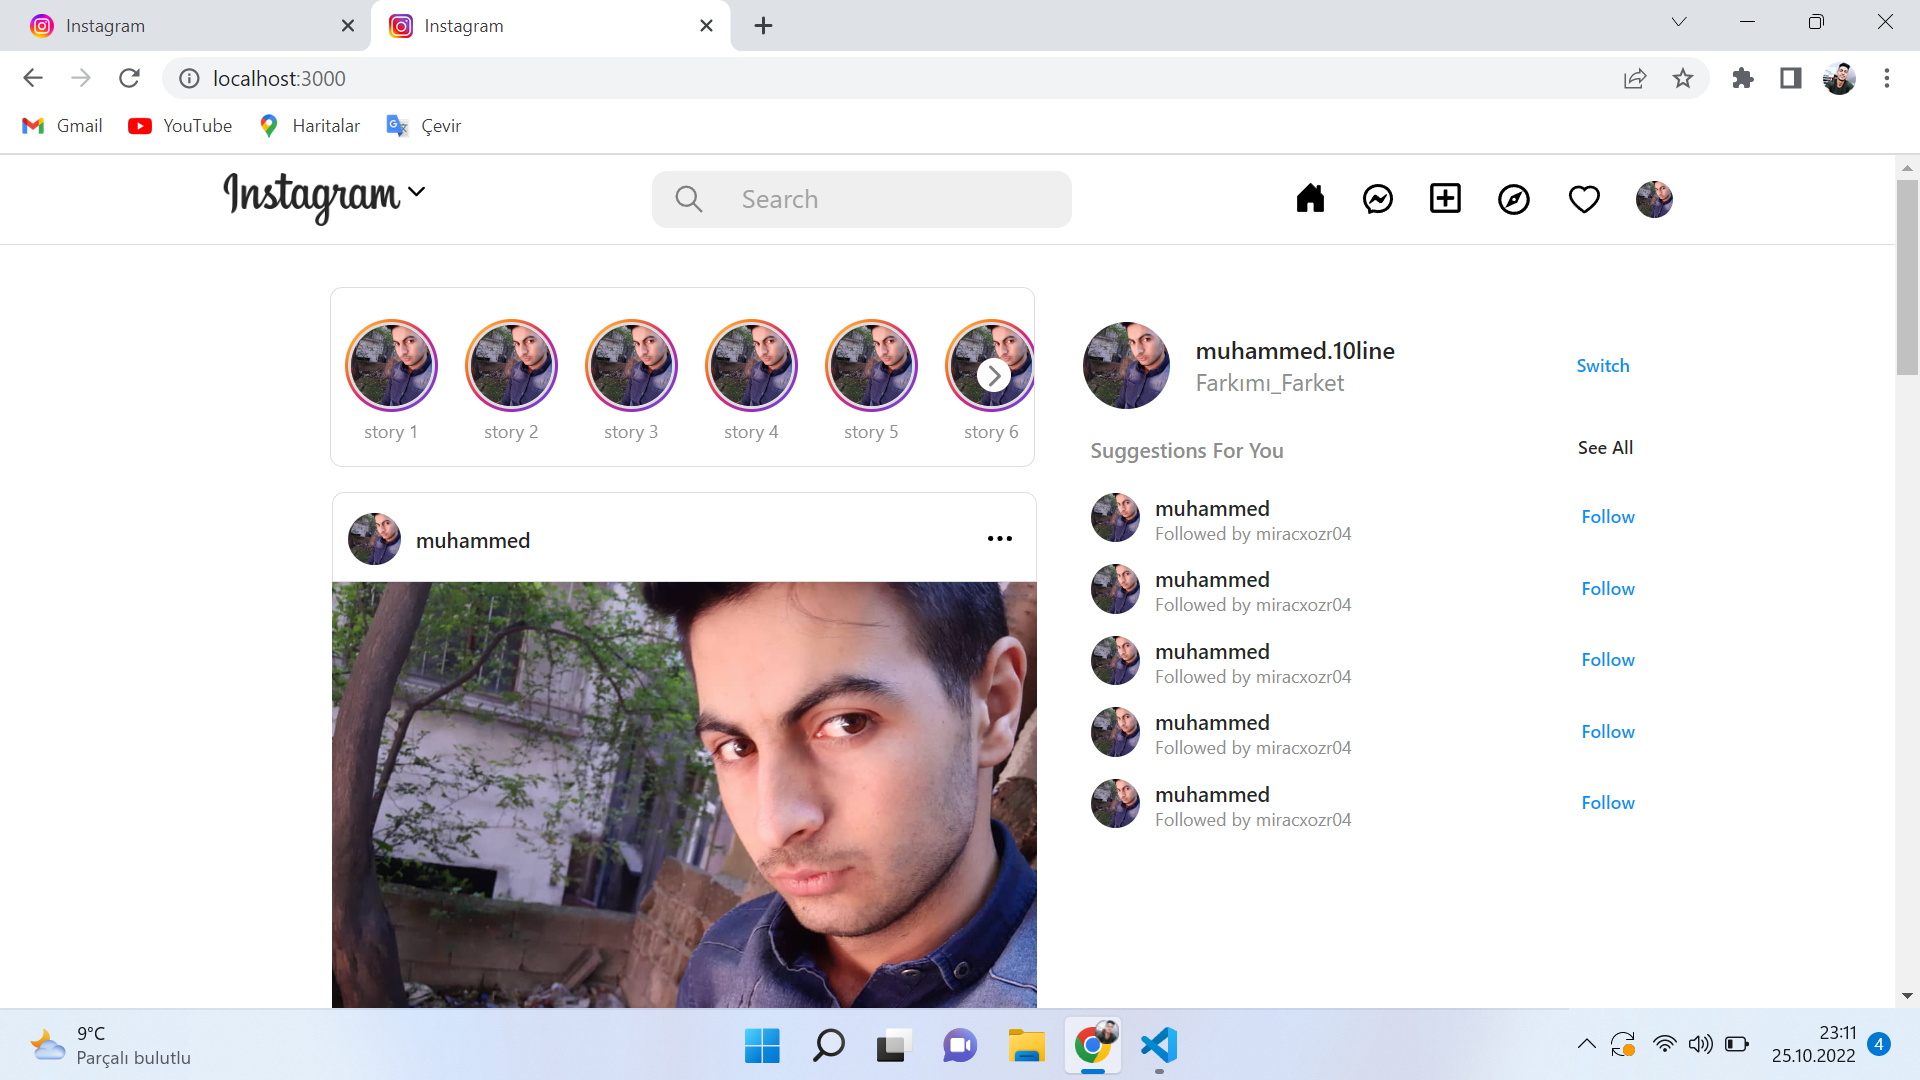 Instagram
Instagram
localhost:3000
Gmail
YouTube
Haritalar
Çevir
Instagram
Search
story 1
story 2
story 3
story 4
story 5
story 6
muhammed.10line
Farkımı_Farket
Switch
Suggestions For You
See All
muhammed
Followed by miracxozr04
Follow
muhammed
Followed by miracxozr04
Follow
muhammed
Followed by miracxozr04
Follow
muhammed
Followed by miracxozr04
Follow
muhammed
Followed by miracxozr04
Follow
muhammed
9°C
Parçalı bulutlu
23:11
25.10.2022
4